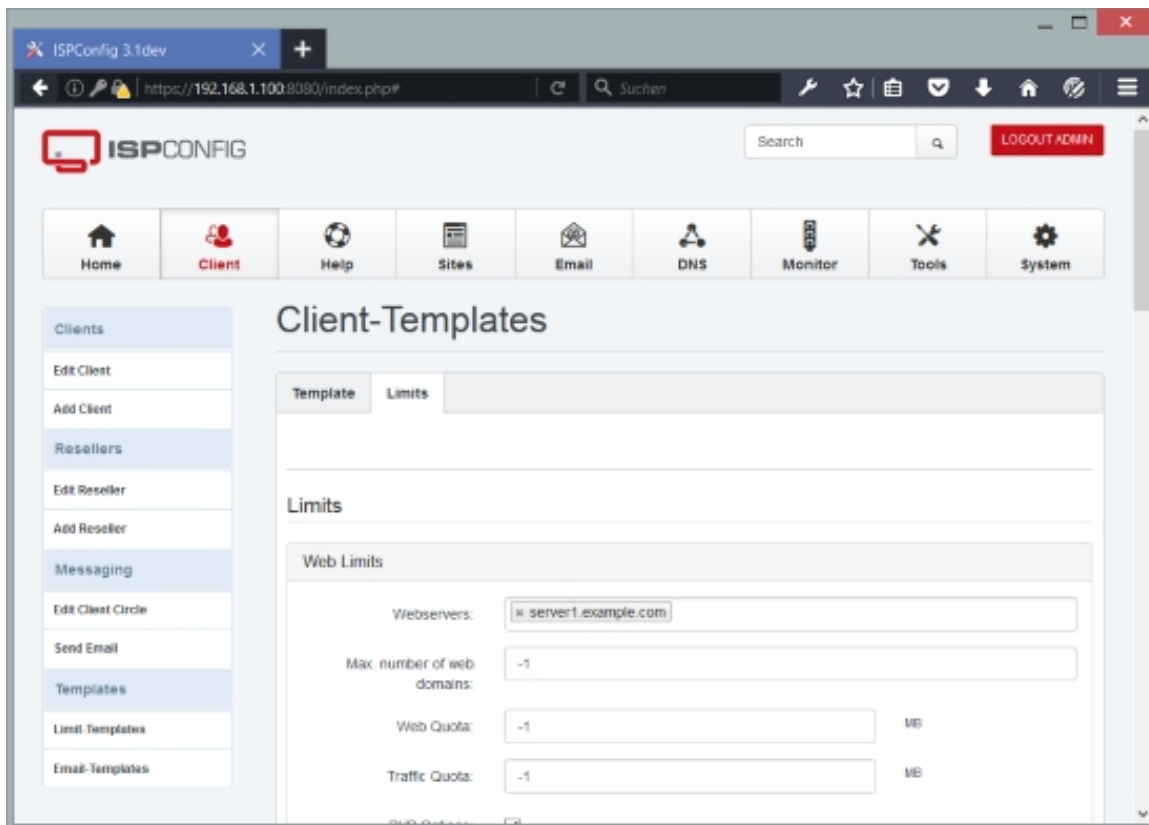 ISPConfig 3.1dev
https://192.168.1.100:8080/index.php#
Suchen
ISPCONFIG
Search
LOGOUT ADMIN
Home
Client
Help
Sites
Email
DNS
Monitor
Tools
System
Clients
Edit Client
Add Client
Resellers
Edit Reseller
Add Reseller
Messaging
Edit Client Circle
Send Email
Templates
Limit-Templates
Email-Templates
Client-Templates
Template Limits
Limits
Web Limits
Webservers: × server1.example.com
Max. number of web -1
domains:
Web Quota: -1 MB
Traffic Quota: -1 MB